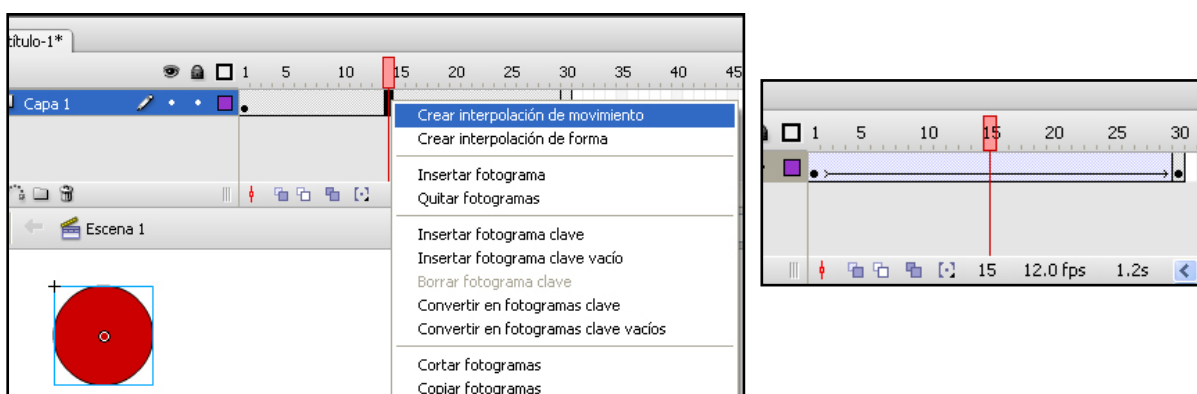 título-1*
1 5 10 15 20 25 30 35 40 45
Capa 1
Crear interpolación de movimiento
Crear interpolación de forma
Insertar fotograma
Quitar fotogramas
Insertar fotograma clave
Insertar fotograma clave vacío
Borrar fotograma clave
Convertir en fotogramas clave
Convertir en fotogramas clave vacíos
Cortar fotogramas
Copiar fotogramas
Escena 1
1 5 10 15 20 25 30
15 12.0 fps 1.2s